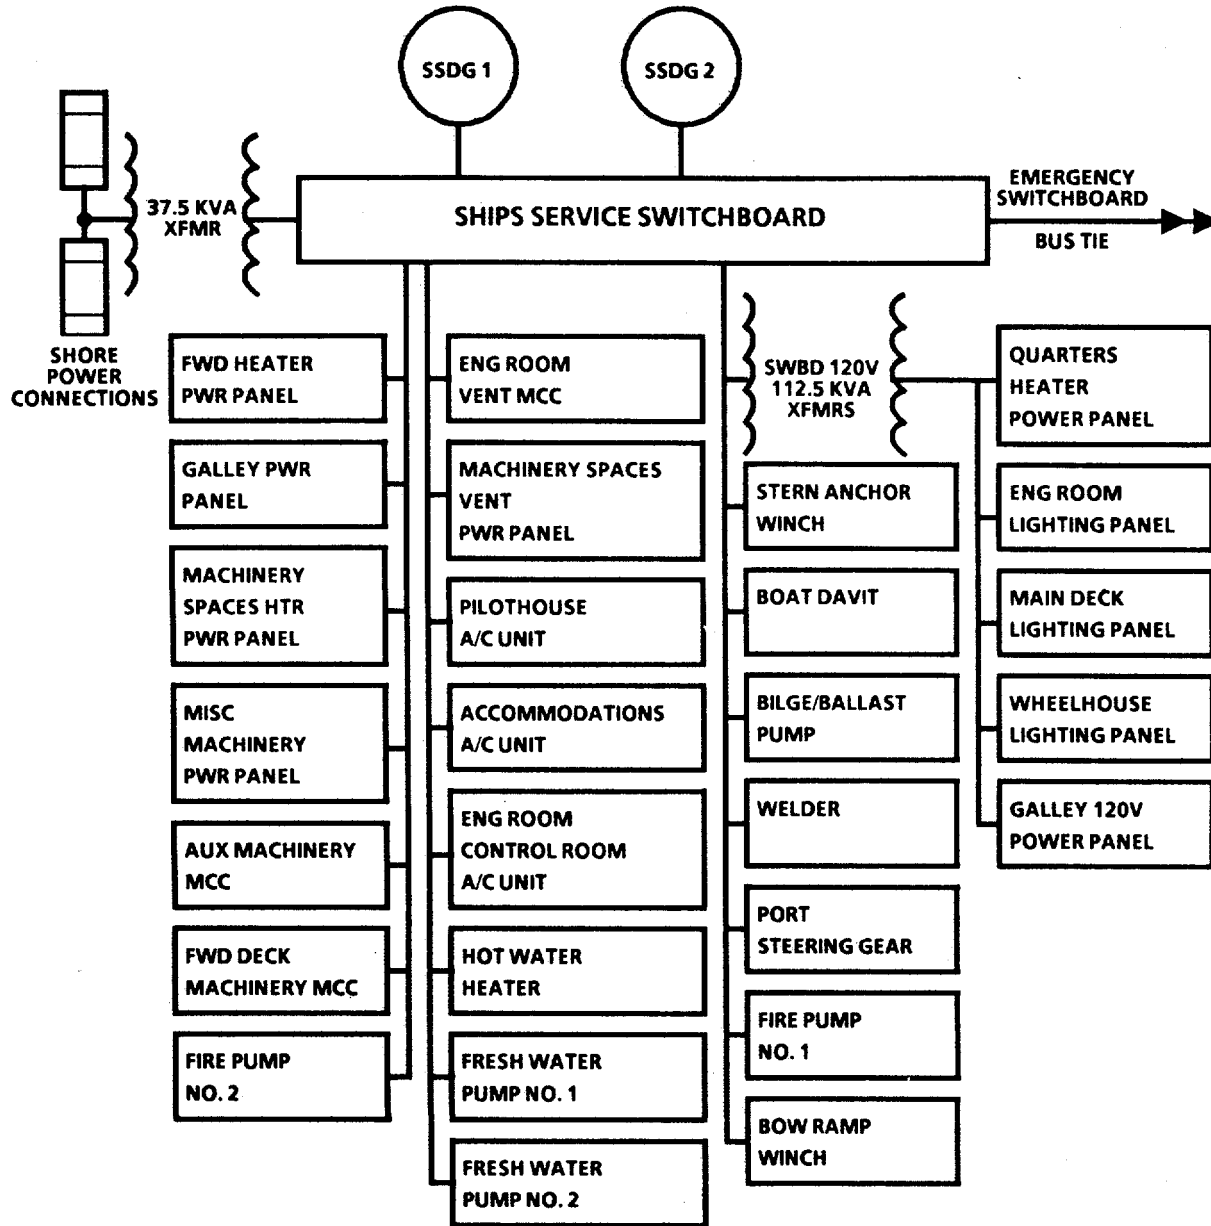 SSDG 1
SSDG 2
37.5 KVA
XFMR
SHIPS SERVICE SWITCHBOARD
EMERGENCY
SWITCHBOARD
BUS TIE
SHORE
POWER
CONNECTIONS
FWD HEATER
PWR PANEL
GALLEY PWR
PANEL
MACHINERY
SPACES HTR
PWR PANEL
MISC
MACHINERY
PWR PANEL
AUX MACHINERY
MCC
FWD DECK
MACHINERY MCC
FIRE PUMP
NO. 2
ENG ROOM
VENT MCC
MACHINERY SPACES
VENT
PWR PANEL
PILOTHOUSE
A/C UNIT
ACCOMMODATIONS
A/C UNIT
ENG ROOM
CONTROL ROOM
A/C UNIT
HOT WATER
HEATER
FRESH WATER
PUMP NO. 1
FRESH WATER
PUMP NO. 2
SWBD 120V
112.5 KVA
XFMRS
STERN ANCHOR
WINCH
BOAT DAVIT
BILGE/BALLAST
PUMP
WELDER
PORT
STEERING GEAR
FIRE PUMP
NO. 1
BOW RAMP
WINCH
QUARTERS
HEATER
POWER PANEL
ENG ROOM
LIGHTING PANEL
MAIN DECK
LIGHTING PANEL
WHEELHOUSE
LIGHTING PANEL
GALLEY 120V
POWER PANEL